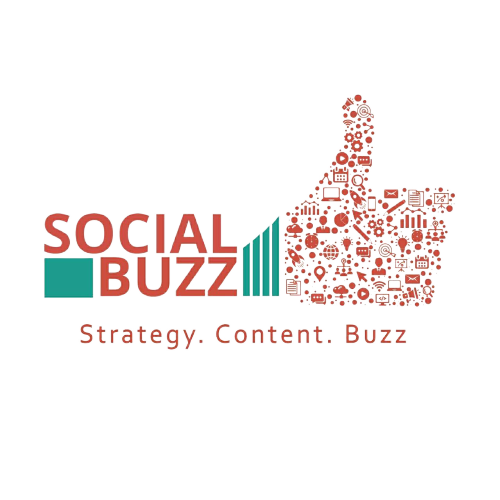 SOCIAL
BUZZ
Strategy. Content. Buzz